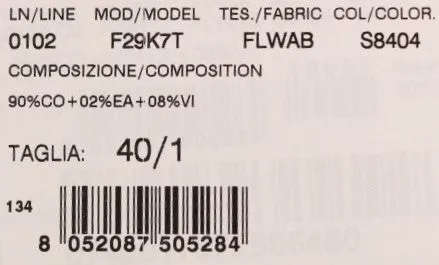 LN/LINE MOD/MODEL TES./FABRIC COL/COLOR.
0102 F29K7T FLWAB S8404
COMPOSIZIONE/COMPOSITION
90%CO+02%EA+08%VI
TAGLIA: 40/1
134
8 052087 505284